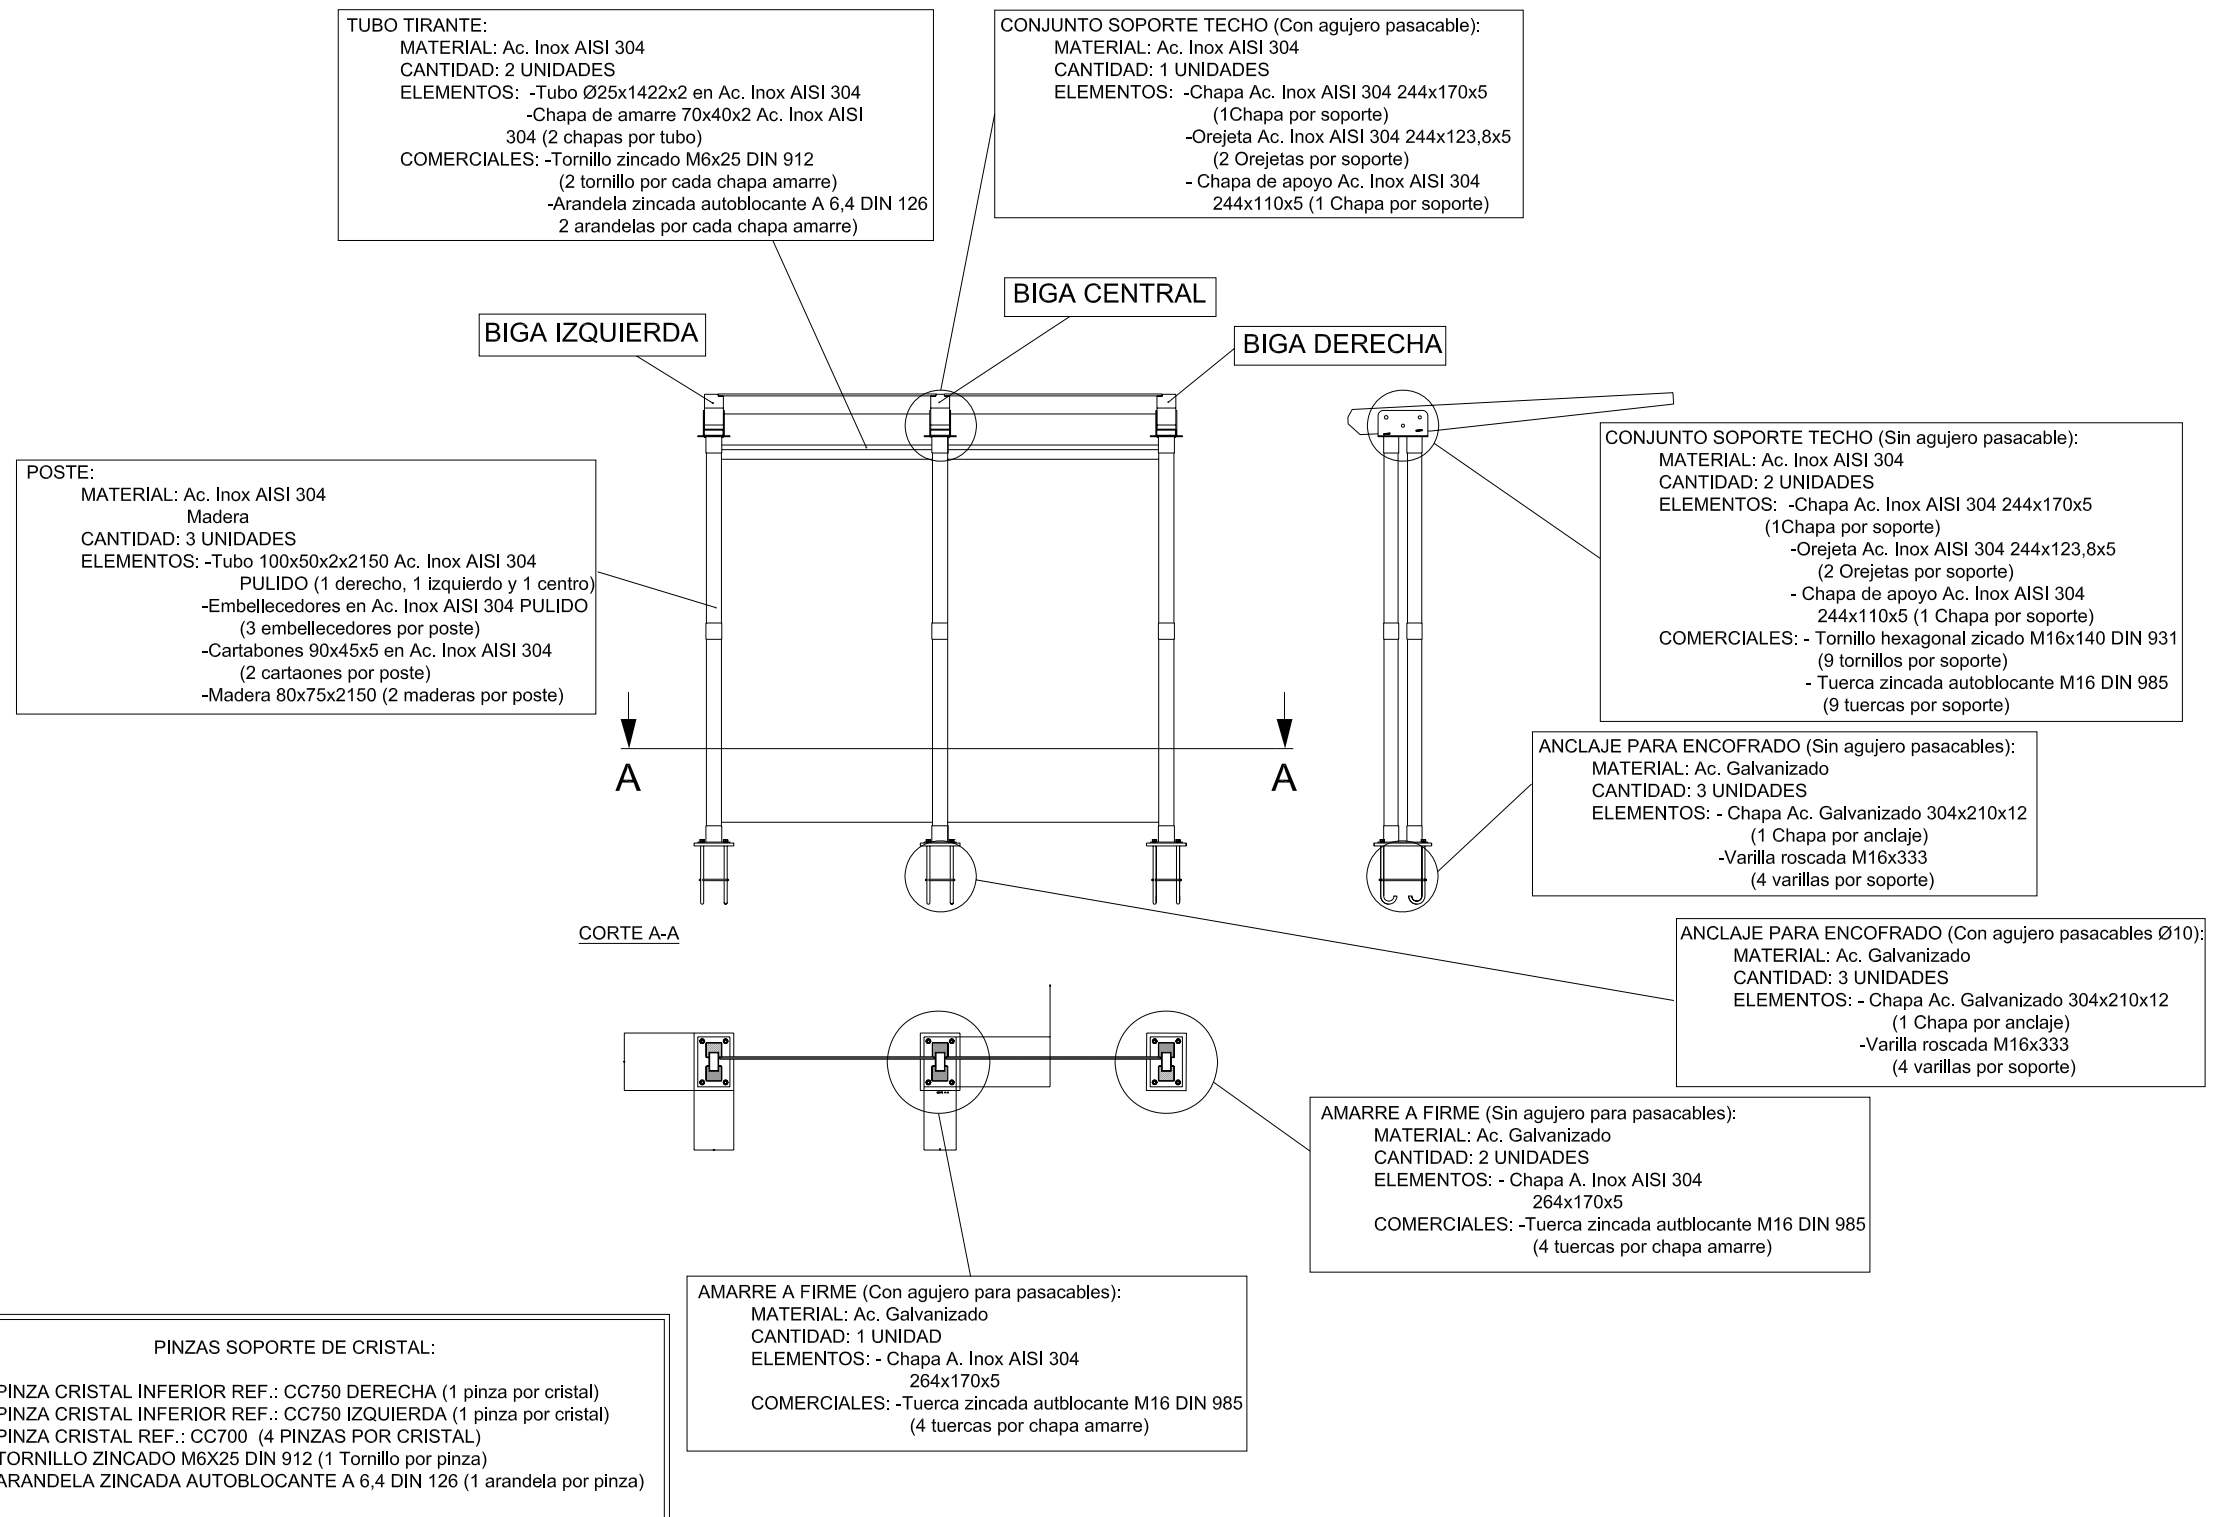 TUBO TIRANTE:
MATERIAL: Ac. Inox AISI 304
CANTIDAD: 2 UNIDADES
ELEMENTOS: -Tubo Ø25x1422x2 en Ac. Inox AISI 304
-Chapa de amarre 70x40x2 Ac. Inox AISI
304 (2 chapas por tubo)
COMERCIALES: -Tornillo zincado M6x25 DIN 912
(2 tornillo por cada chapa amarre)
-Arandela zincada autoblocante A 6,4 DIN 126
2 arandelas por cada chapa amarre)
CONJUNTO SOPORTE TECHO (Con agujero pasacable):
MATERIAL: Ac. Inox AISI 304
CANTIDAD: 1 UNIDADES
ELEMENTOS: -Chapa Ac. Inox AISI 304 244x170x5
(1Chapa por soporte)
-Orejeta Ac. Inox AISI 304 244x123,8x5
(2 Orejetas por soporte)
- Chapa de apoyo Ac. Inox AISI 304
244x110x5 (1 Chapa por soporte)
BIGA CENTRAL
BIGA IZQUIERDA
BIGA DERECHA
CONJUNTO SOPORTE TECHO (Sin agujero pasacable):
MATERIAL: Ac. Inox AISI 304
CANTIDAD: 2 UNIDADES
ELEMENTOS: -Chapa Ac. Inox AISI 304 244x170x5
(1Chapa por soporte)
-Orejeta Ac. Inox AISI 304 244x123,8x5
(2 Orejetas por soporte)
- Chapa de apoyo Ac. Inox AISI 304
244x110x5 (1 Chapa por soporte)
COMERCIALES: - Tornillo hexagonal zicado M16x140 DIN 931
(9 tornillos por soporte)
- Tuerca zincada autoblocante M16 DIN 985
(9 tuercas por soporte)
POSTE:
MATERIAL: Ac. Inox AISI 304
Madera
CANTIDAD: 3 UNIDADES
ELEMENTOS: -Tubo 100x50x2x2150 Ac. Inox AISI 304
PULIDO (1 derecho, 1 izquierdo y 1 centro)
-Embellecedores en Ac. Inox AISI 304 PULIDO
(3 embellecedores por poste)
-Cartabones 90x45x5 en Ac. Inox AISI 304
(2 cartaones por poste)
-Madera 80x75x2150 (2 maderas por poste)
A
A
ANCLAJE PARA ENCOFRADO (Sin agujero pasacables):
MATERIAL: Ac. Galvanizado
CANTIDAD: 3 UNIDADES
ELEMENTOS: - Chapa Ac. Galvanizado 304x210x12
(1 Chapa por anclaje)
-Varilla roscada M16x333
(4 varillas por soporte)
CORTE A-A
ANCLAJE PARA ENCOFRADO (Con agujero pasacables Ø10):
MATERIAL: Ac. Galvanizado
CANTIDAD: 3 UNIDADES
ELEMENTOS: - Chapa Ac. Galvanizado 304x210x12
(1 Chapa por anclaje)
-Varilla roscada M16x333
(4 varillas por soporte)
AMARRE A FIRME (Sin agujero para pasacables):
MATERIAL: Ac. Galvanizado
CANTIDAD: 2 UNIDADES
ELEMENTOS: - Chapa A. Inox AISI 304
264x170x5
COMERCIALES: -Tuerca zincada autblocante M16 DIN 985
(4 tuercas por chapa amarre)
AMARRE A FIRME (Con agujero para pasacables):
MATERIAL: Ac. Galvanizado
CANTIDAD: 1 UNIDAD
ELEMENTOS: - Chapa A. Inox AISI 304
264x170x5
COMERCIALES: -Tuerca zincada autblocante M16 DIN 985
(4 tuercas por chapa amarre)
PINZAS SOPORTE DE CRISTAL:
PINZA CRISTAL INFERIOR REF.: CC750 DERECHA (1 pinza por cristal)
PINZA CRISTAL INFERIOR REF.: CC750 IZQUIERDA (1 pinza por cristal)
PINZA CRISTAL REF.: CC700 (4 PINZAS POR CRISTAL)
TORNILLO ZINCADO M6X25 DIN 912 (1 Tornillo por pinza)
ARANDELA ZINCADA AUTOBLOCANTE A 6,4 DIN 126 (1 arandela por pinza)